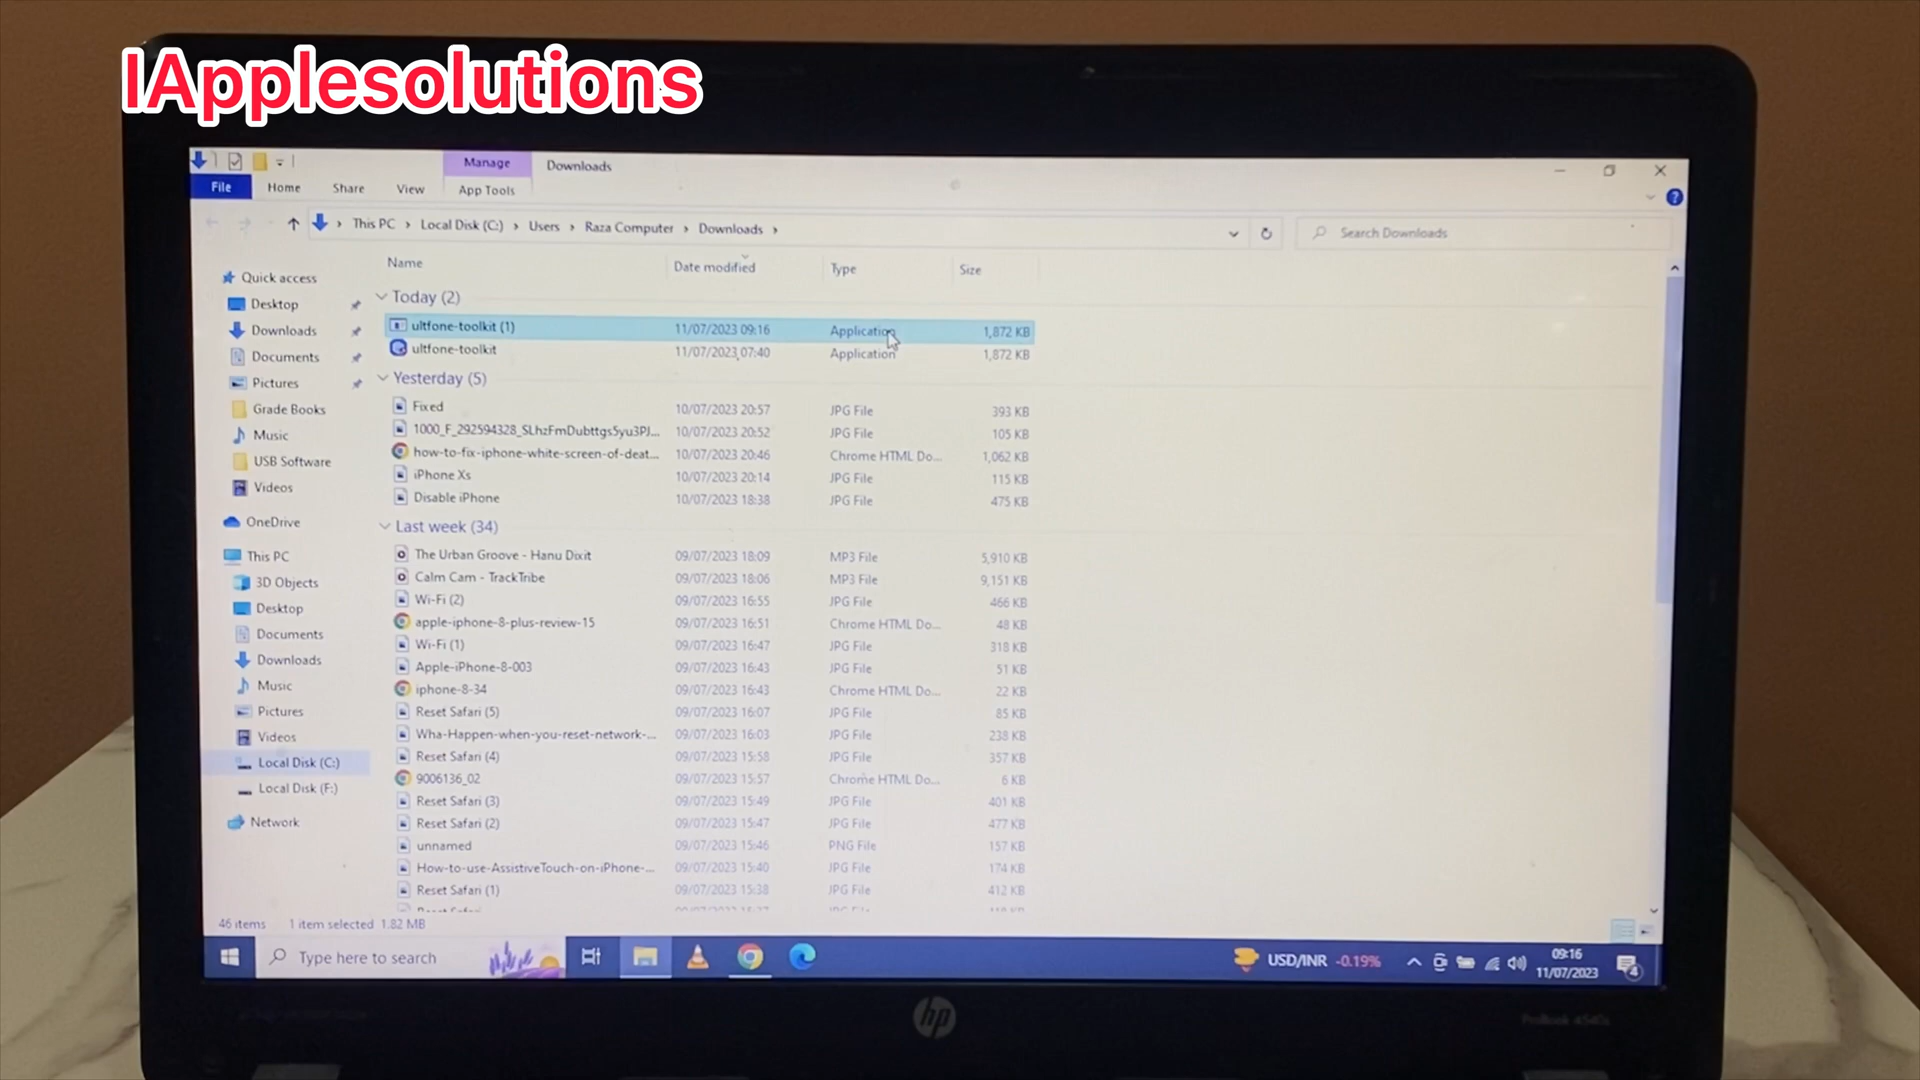 IApplesolutions
Manage Downloads
File Home Share View App Tools
This PC › Local Disk (C:) › Users › Raza Computer › Downloads › Search Downloads
Name Date modified Type Size
Quick access
Desktop
Downloads
Documents
Pictures
Grade Books
Music
USB Software
Videos
OneDrive
This PC
3D Objects
Desktop
Documents
Downloads
Music
Pictures
Videos
Local Disk (C:)
Local Disk (F:)
Network
Today (2)
ultfone-toolkit (1) 11/07/2023 09:16 Application 1,872 KB
ultfone-toolkit 11/07/2023 07:40 Application 1,872 KB
Yesterday (5)
Fixed 10/07/2023 20:57 JPG File 393 KB
1000_F_292594328_SLhzFmDubttgs5yu3PJ... 10/07/2023 20:52 JPG File 105 KB
how-to-fix-iphone-white-screen-of-deat... 10/07/2023 20:46 Chrome HTML Do... 1,062 KB
iPhone Xs 10/07/2023 20:14 JPG File 115 KB
Disable iPhone 10/07/2023 18:38 JPG File 475 KB
Last week (34)
The Urban Groove - Hanu Dixit 09/07/2023 18:09 MP3 File 5,910 KB
Calm Cam - TrackTribe 09/07/2023 18:06 MP3 File 9,151 KB
Wi-Fi (2) 09/07/2023 16:55 JPG File 466 KB
apple-iphone-8-plus-review-15 09/07/2023 16:51 Chrome HTML Do... 48 KB
Wi-Fi (1) 09/07/2023 16:47 JPG File 318 KB
Apple-iPhone-8-003 09/07/2023 16:43 JPG File 51 KB
iphone-8-34 09/07/2023 16:43 Chrome HTML Do... 22 KB
Reset Safari (5) 09/07/2023 16:07 JPG File 85 KB
Wha-Happen-when-you-reset-network-... 09/07/2023 16:03 JPG File 238 KB
Reset Safari (4) 09/07/2023 15:58 JPG File 357 KB
9006136_02 09/07/2023 15:57 Chrome HTML Do... 6 KB
Reset Safari (3) 09/07/2023 15:49 JPG File 401 KB
Reset Safari (2) 09/07/2023 15:47 JPG File 477 KB
unnamed 09/07/2023 15:46 PNG File 157 KB
How-to-use-AssistiveTouch-on-iPhone-... 09/07/2023 15:40 JPG File 174 KB
Reset Safari (1) 09/07/2023 15:38 JPG File 412 KB
46 items 1 item selected 1.82 MB
Type here to search USD/INR -0.19% 09:16
11/07/2023 4
hp